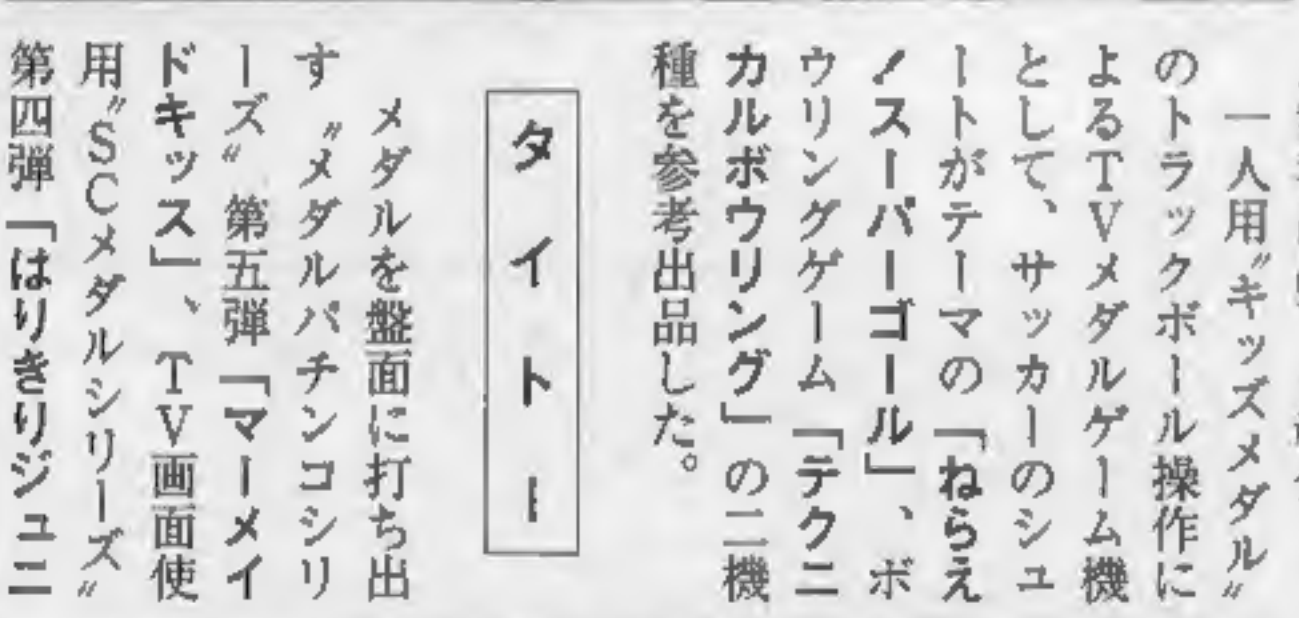 一人用〝キッズメダル〟
のトラックボール操作に
よるTVメダルゲーム機
として、サッカーのシュ
ートがテーマの「ねらえ
ノスーパーゴール」、ボ
ウリングゲーム「テクニ
カルボウリング」の二機
種を参考出品した。
タイトー
メダルを盤面に打ち出
す〝メダルパチンコシリ
ーズ〟第五弾「マーメイ
ドキッス」、TV画面使
用〝SCメダルシリーズ〟
第四弾「はりきりジュニ